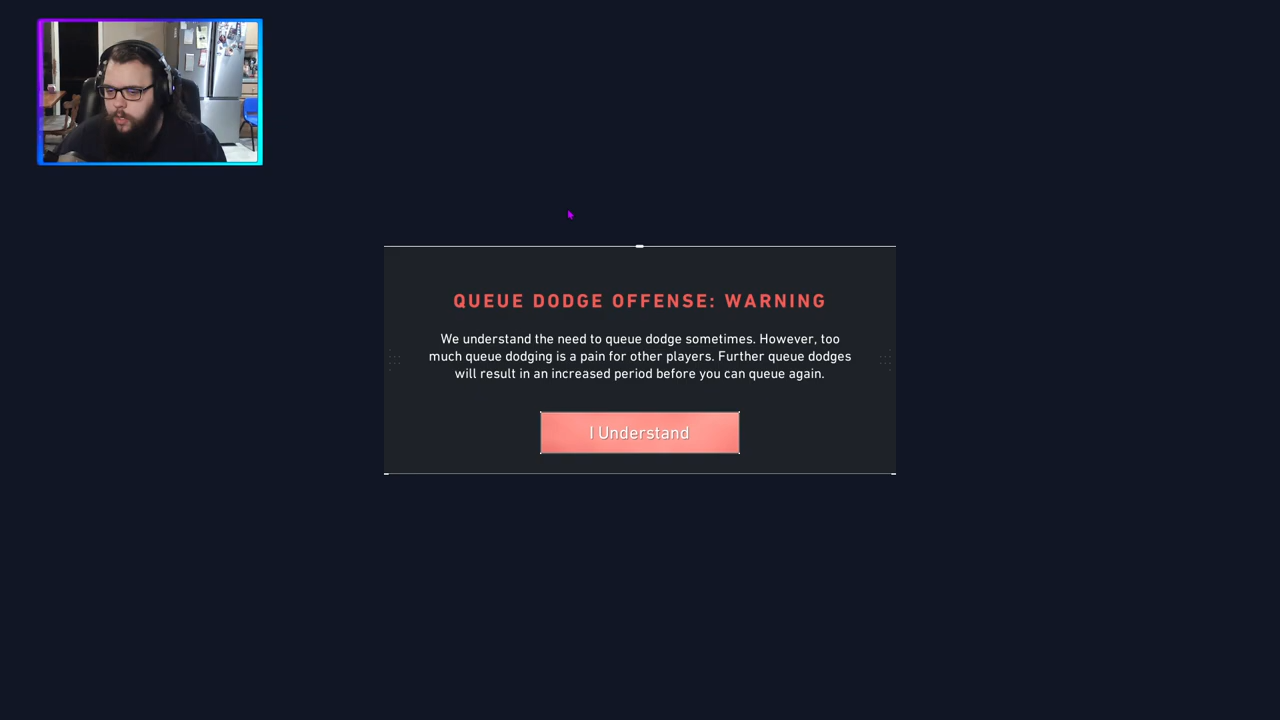 QUEUE DODGE OFFENSE: WARNING
We understand the need to queue dodge sometimes. However, too
much queue dodging is a pain for other players. Further queue dodges
will result in an increased period before you can queue again.
I Understand